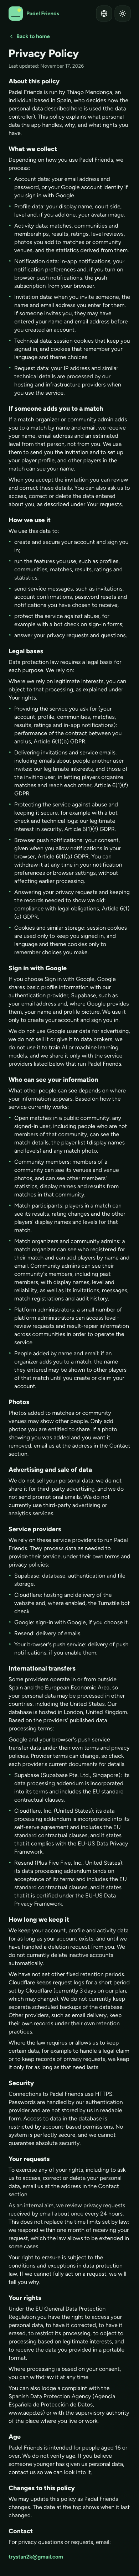 Padel Friends
Back to home
Privacy Policy
Last updated: November 17, 2026.
About this policy
Padel Friends is run by Thiago Mendonça, an
individual based in Spain, who decides how the
personal data described here is used (the data
controller). This policy explains what personal
data the app handles, why, and what rights you
have.
What we collect
Depending on how you use Padel Friends, we
process:
• Account data: your email address and
password, or your Google account identity if
you sign in with Google.
• Profile data: your display name, court side,
level and, if you add one, your avatar image.
• Activity data: matches, communities and
memberships, results, ratings, level reviews,
photos you add to matches or community
venues, and the statistics derived from them.
• Notification data: in-app notifications, your
notification preferences and, if you turn on
browser push notifications, the push
subscription from your browser.
• Invitation data: when you invite someone, the
name and email address you enter for them.
If someone invites you, they may have
entered your name and email address before
you created an account.
• Technical data: session cookies that keep you
signed in, and cookies that remember your
language and theme choices.
• Request data: your IP address and similar
technical details are processed by our
hosting and infrastructure providers when
you use the service.
If someone adds you to a match
If a match organizer or community admin adds
you to a match by name and email, we receive
your name, email address and an estimated
level from that person, not from you. We use
them to send you the invitation and to set up
your player profile, and other players in the
match can see your name.
When you accept the invitation you can review
and correct these details. You can also ask us to
access, correct or delete the data entered
about you, as described under Your requests.
How we use it
We use this data to:
• create and secure your account and sign you
in;
• run the features you use, such as profiles,
communities, matches, results, ratings and
statistics;
• send service messages, such as invitations,
account confirmations, password resets and
notifications you have chosen to receive;
• protect the service against abuse, for
example with a bot check on sign-in forms;
• answer your privacy requests and questions.
Legal bases
Data protection law requires a legal basis for
each purpose. We rely on:
Where we rely on legitimate interests, you can
object to that processing, as explained under
Your rights.
• Providing the service you ask for (your
account, profile, communities, matches,
results, ratings and in-app notifications):
performance of the contract between you
and us, Article 6(1)(b) GDPR.
• Delivering invitations and service emails,
including emails about people another user
invites: our legitimate interests, and those of
the inviting user, in letting players organize
matches and reach each other, Article 6(1)(f)
GDPR.
• Protecting the service against abuse and
keeping it secure, for example with a bot
check and technical logs: our legitimate
interest in security, Article 6(1)(f) GDPR.
• Browser push notifications: your consent,
given when you allow notifications in your
browser, Article 6(1)(a) GDPR. You can
withdraw it at any time in your notification
preferences or browser settings, without
affecting earlier processing.
• Answering your privacy requests and keeping
the records needed to show we did:
compliance with legal obligations, Article 6(1)
(c) GDPR.
• Cookies and similar storage: session cookies
are used only to keep you signed in, and
language and theme cookies only to
remember choices you make.
Sign in with Google
If you choose Sign in with Google, Google
shares basic profile information with our
authentication provider, Supabase, such as
your email address and, where Google provides
them, your name and profile picture. We use it
only to create your account and sign you in.
We do not use Google user data for advertising,
we do not sell it or give it to data brokers, we
do not use it to train AI or machine learning
models, and we share it only with the service
providers listed below that run Padel Friends.
Who can see your information
What other people can see depends on where
your information appears. Based on how the
product currently works:
• Open matches in a public community: any
signed-in user, including people who are not
members of that community, can see the
match details, the player list (display names
and levels) and any match photo.
• Community members: members of a
community can see its venues and venue
photos, and can see other members'
statistics, display names and results from
matches in that community.
• Match participants: players in a match can
see its results, rating changes and the other
players' display names and levels for that
match.
• Match organizers and community admins: a
match organizer can see who registered for
their match and can add players by name and
email. Community admins can see their
community's members, including past
members, with display names, level and
reliability, as well as its invitations, messages,
match registrations and audit history.
• Platform administrators: a small number of
platform administrators can access level-
review requests and result-repair information
across communities in order to operate the
service.
• People added by name and email: if an
organizer adds you to a match, the name
they entered may be shown to other players
of that match until you create or claim your
account.
Photos
Photos added to matches or community
venues may show other people. Only add
photos you are entitled to share. If a photo
showing you was added and you want it
removed, email us at the address in the Contact
section.
Advertising and sale of data
We do not sell your personal data, we do not
share it for third-party advertising, and we do
not send promotional emails. We do not
currently use third-party advertising or
analytics services.
Service providers
We rely on these service providers to run Padel
Friends. They process data as needed to
provide their service, under their own terms and
privacy policies:
• Supabase: database, authentication and file
storage.
• Cloudflare: hosting and delivery of the
website and, where enabled, the Turnstile bot
check.
• Google: sign-in with Google, if you choose it.
• Resend: delivery of emails.
• Your browser's push service: delivery of push
notifications, if you enable them.
International transfers
Some providers operate in or from outside
Spain and the European Economic Area, so
your personal data may be processed in other
countries, including the United States. Our
database is hosted in London, United Kingdom.
Based on the providers' published data
processing terms:
Google and your browser's push service
transfer data under their own terms and privacy
policies. Provider terms can change, so check
each provider's current documents for details.
• Supabase (Supabase Pte. Ltd., Singapore): its
data processing addendum is incorporated
into its terms and includes the EU standard
contractual clauses.
• Cloudflare, Inc. (United States): its data
processing addendum is incorporated into its
self-serve agreement and includes the EU
standard contractual clauses, and it states
that it complies with the EU-US Data Privacy
Framework.
• Resend (Plus Five Five, Inc., United States):
its data processing addendum binds on
acceptance of its terms and includes the EU
standard contractual clauses, and it states
that it is certified under the EU-US Data
Privacy Framework.
How long we keep it
We keep your account, profile and activity data
for as long as your account exists, and until we
have handled a deletion request from you. We
do not currently delete inactive accounts
automatically.
We have not set other fixed retention periods.
Cloudflare keeps request logs for a short period
set by Cloudflare (currently 3 days on our plan,
which may change). We do not currently keep
separate scheduled backups of the database.
Other providers, such as email delivery, keep
their own records under their own retention
practices.
Where the law requires or allows us to keep
certain data, for example to handle a legal claim
or to keep records of privacy requests, we keep
it only for as long as that need lasts.
Security
Connections to Padel Friends use HTTPS.
Passwords are handled by our authentication
provider and are not stored by us in readable
form. Access to data in the database is
restricted by account-based permissions. No
system is perfectly secure, and we cannot
guarantee absolute security.
Your requests
To exercise any of your rights, including to ask
us to access, correct or delete your personal
data, email us at the address in the Contact
section.
As an internal aim, we review privacy requests
received by email about once every 24 hours.
This does not replace the time limits set by law:
we respond within one month of receiving your
request, which the law allows to be extended in
some cases.
Your right to erasure is subject to the
conditions and exceptions in data protection
law. If we cannot fully act on a request, we will
tell you why.
Your rights
Under the EU General Data Protection
Regulation you have the right to access your
personal data, to have it corrected, to have it
erased, to restrict its processing, to object to
processing based on legitimate interests, and
to receive the data you provided in a portable
format.
Where processing is based on your consent,
you can withdraw it at any time.
You can also lodge a complaint with the
Spanish Data Protection Agency (Agencia
Española de Protección de Datos,
www.aepd.es) or with the supervisory authority
of the place where you live or work.
Age
Padel Friends is intended for people aged 16 or
over. We do not verify age. If you believe
someone younger has given us personal data,
contact us so we can look into it.
Changes to this policy
We may update this policy as Padel Friends
changes. The date at the top shows when it last
changed.
Contact
For privacy questions or requests, email:
trystan2k@gmail.com